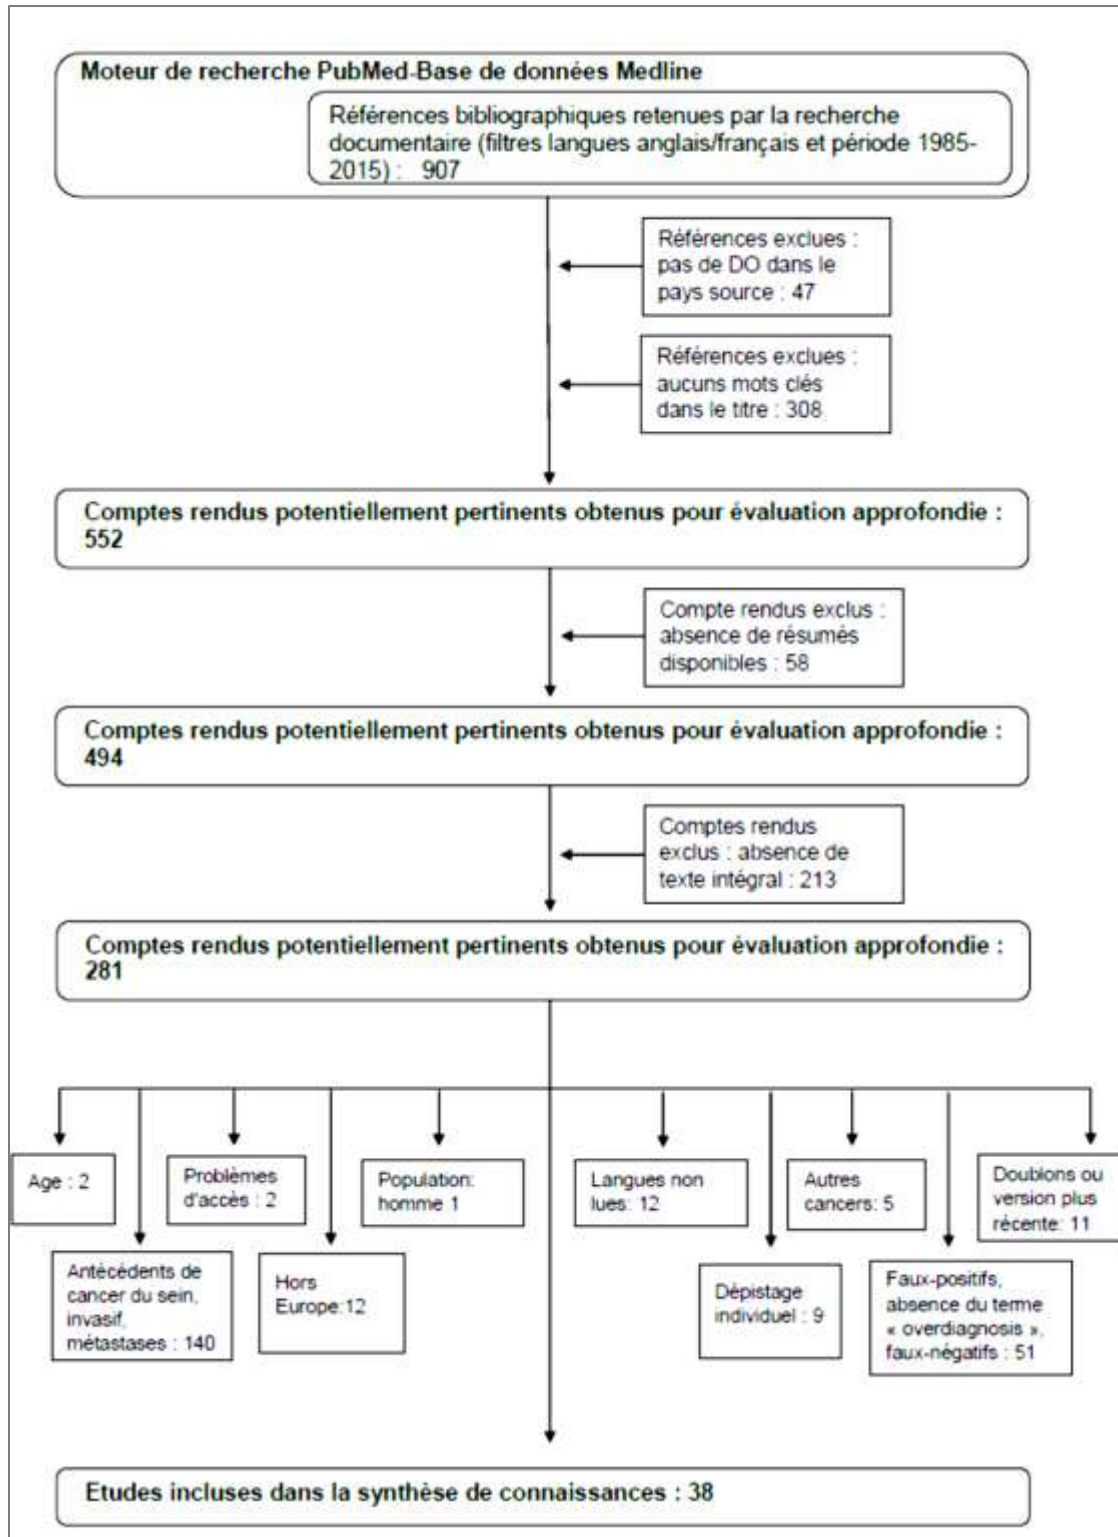 Moteur de recherche PubMed-Base de données Medline
Références bibliographiques retenues par la recherche
documentaire (filtres langues anglais/français et période 1985-
2015) : 907
Références exclues :
pas de DO dans le
pays source : 47
Références exclues :
aucuns mots clés
dans le titre : 308
Comptes rendus potentiellement pertinents obtenus pour évaluation approfondie :
552
Compte rendus exclus :
absence de résumés
disponibles : 58
Comptes rendus potentiellement pertinents obtenus pour évaluation approfondie :
494
Comptes rendus
exclus : absence de
texte intégral : 213
Comptes rendus potentiellement pertinents obtenus pour évaluation approfondie :
281
Age : 2
Problèmes
d'accès : 2
Population:
homme 1
Langues non
lues: 12
Autres
cancers: 5
Doublons ou
version plus
récente: 11
Antécédents de
cancer du sein,
invasif,
métastases : 140
Hors
Europe:12
Dépistage
individuel : 9
Faux-positifs,
absence du terme
« overdiagnosis »,
faux-négatifs : 51
Etudes incluses dans la synthèse de connaissances : 38